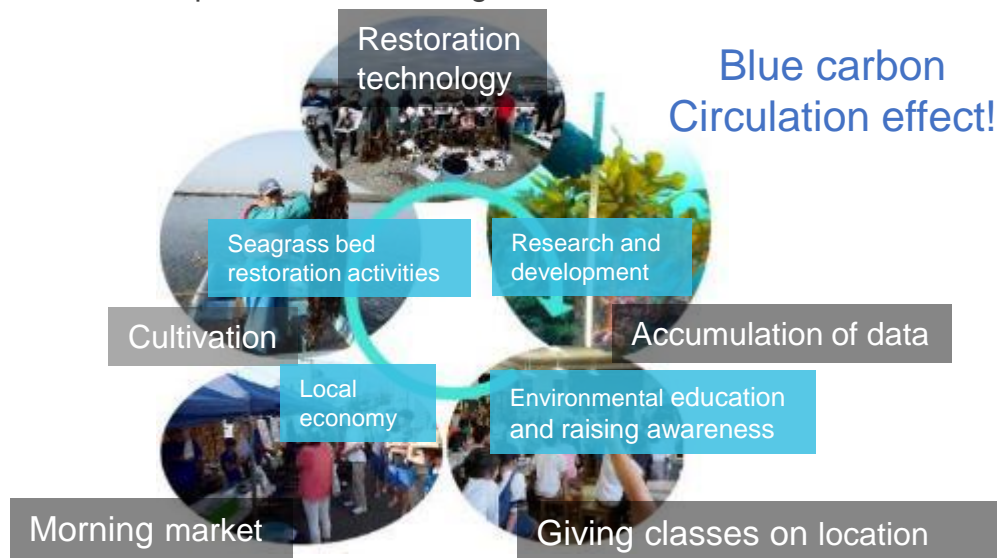 Restoration
technology
Blue carbon
Circulation effect!
Seagrass bed
restoration activities
Research and
development
Cultivation
Accumulation of data
Local
economy
Environmental education
and raising awareness
Morning market
Giving classes on location